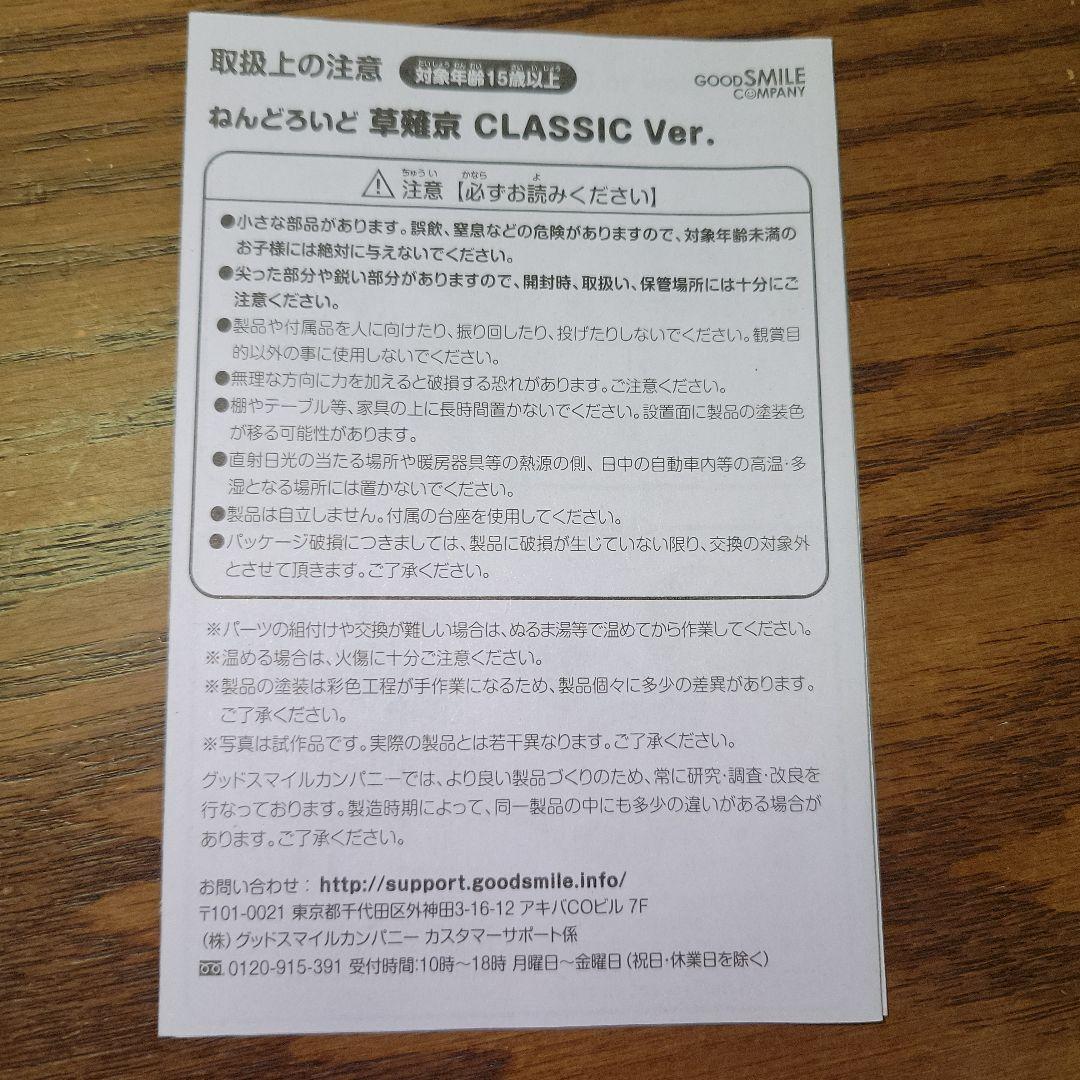 取扱上の注意 対象年齢15歳以上
たいしょうねんれい さいいじょう
GOODSMILE
COMPANY
ねんどろいど 草薙京 CLASSIC Ver.
ちゅうい かなら よ
注意【必ずお読みください】
●小さな部品があります。誤飲、窒息などの危険がありますので、対象年齢未満の
お子様には絶対に与えないでください。
●尖った部分や鋭い部分がありますので、開封時、取扱い、保管場所には十分にご
注意ください。
●製品や付属品を人に向けたり、振り回したり、投げたりしないでください。観賞目
的以外の事に使用しないでください。
●無理な方向に力を加えると破損する恐れがあります。ご注意ください。
●棚やテーブル等、家具の上に長時間置かないでください。設置面に製品の塗装色
が移る可能性があります。
●直射日光の当たる場所や暖房器具等の熱源の側、日中の自動車内等の高温・多
湿となる場所には置かないでください。
●製品は自立しません。付属の台座を使用してください。
●パッケージ破損につきましては、製品に破損が生じていない限り、交換の対象外
とさせて頂きます。ご了承ください。
※パーツの組付けや交換が難しい場合は、ぬるま湯等で温めてから作業してください。
※温める場合は、火傷に十分ご注意ください。
※製品の塗装は彩色工程が手作業になるため、製品個々に多少の差異があります。
ご了承ください。
※写真は試作品です。実際の製品とは若干異なります。ご了承ください。
グッドスマイルカンパニーでは、より良い製品づくりのため、常に研究・調査・改良を
行なっております。製造時期によって、同一製品の中にも多少の違いがある場合が
あります。ご了承ください。
お問い合わせ：http://support.goodsmile.info/
〒101-0021 東京都千代田区外神田3-16-12 アキバCOビル 7F
（株）グッドスマイルカンパニー カスタマーサポート係
0120-915-391 受付時間：10時～18時 月曜日～金曜日（祝日・休業日を除く）